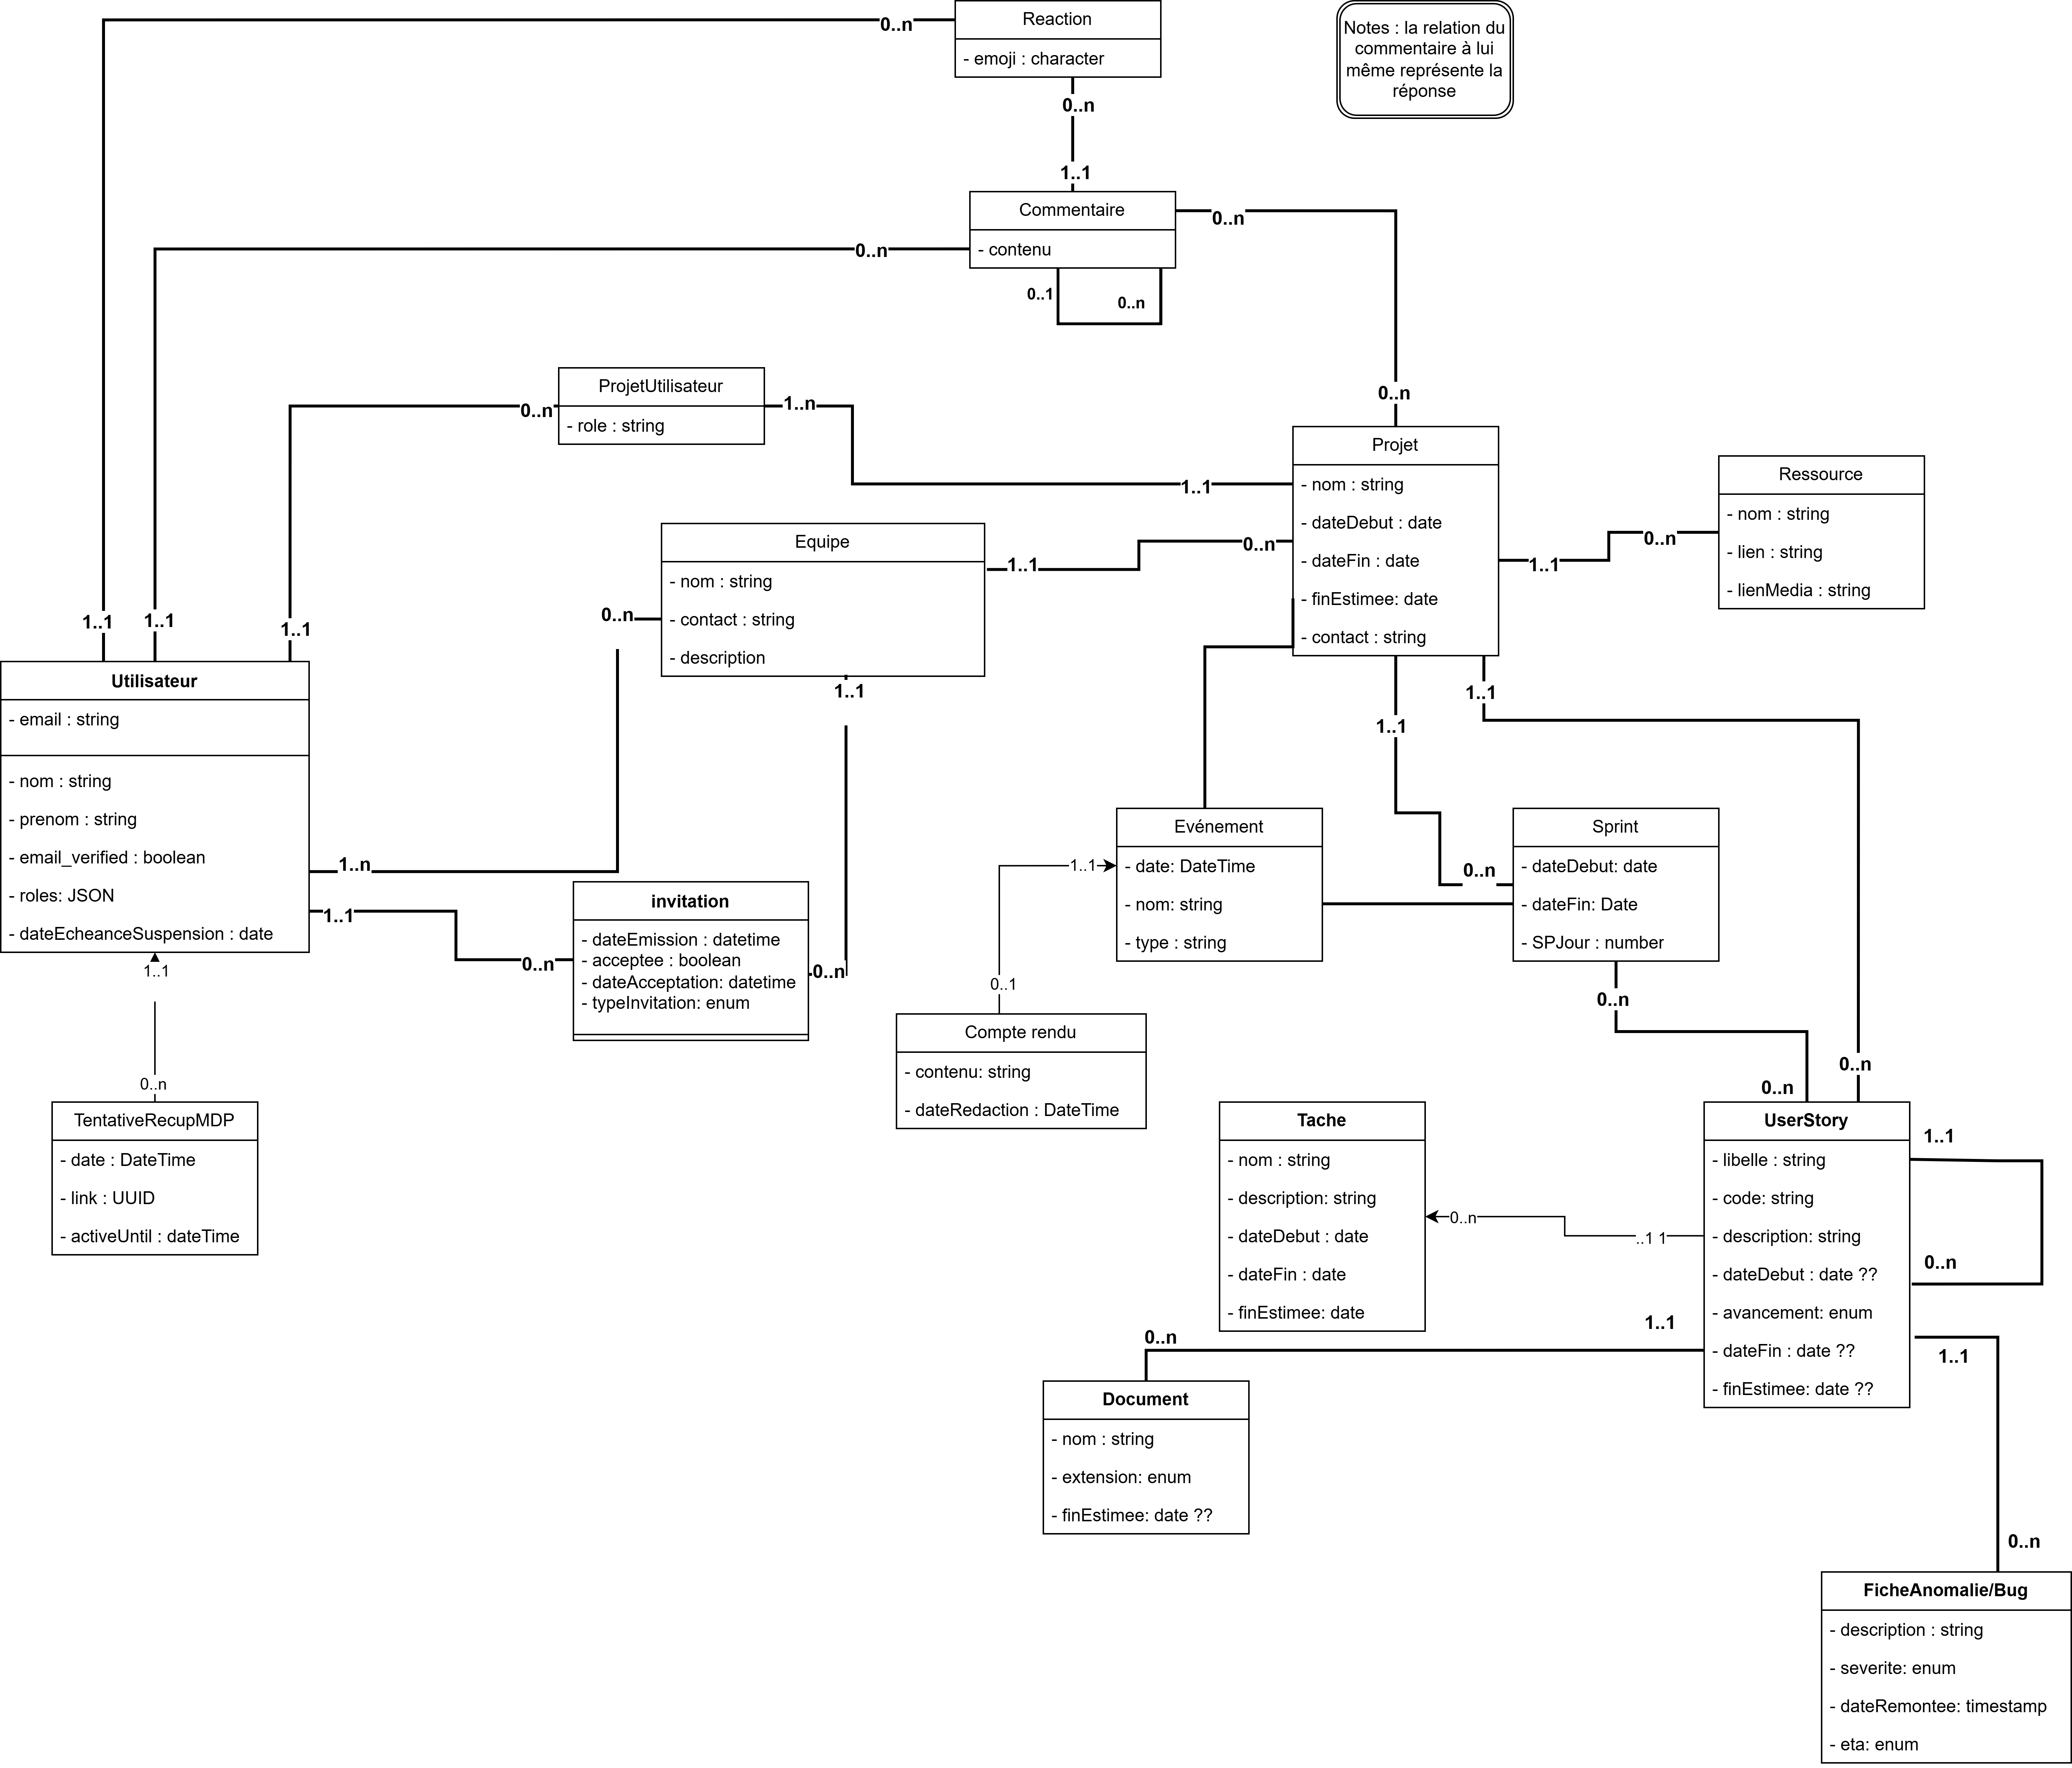 Reaction
- emoji : character
Notes : la relation du
commentaire à lui
même représente la
réponse
0..n
0..n
1..1
Commentaire
- contenu
0..n
0..n
0..1
0..n
0..n
ProjetUtilisateur
- role : string
0..n
1..n
1..1
Projet
- nom : string
- dateDebut : date
- dateFin : date
- finEstimee: date
- contact : string
Ressource
- nom : string
- lien : string
- lienMedia : string
1..1
0..n
Equipe
- nom : string
- contact : string
- description
1..1
0..n
0..n
1..1
1..1
1..1
1..1
Utilisateur
- email : string
- nom : string
- prenom : string
- email_verified : boolean
- roles: JSON
- dateEcheanceSuspension : date
1..n
1..1
0..n
invitation
- dateEmission : datetime
- acceptee : boolean
- dateAcceptation: datetime
- typeInvitation: enum
0..n
1..1
1..1
Evénement
- date: DateTime
- nom: string
- type : string
1..1
0..1
Sprint
- dateDebut: date
- dateFin: Date
- SPJour : number
0..n
0..n
0..n
0..n
1..1
0..n
TentativeRecupMDP
- date : DateTime
- link : UUID
- activeUntil : dateTime
Compte rendu
- contenu: string
- dateRedaction : DateTime
Tache
- nom : string
- description: string
- dateDebut : date
- dateFin : date
- finEstimee: date
0..n
..1 1
UserStory
- libelle : string
- code: string
- description: string
- dateDebut : date ??
- avancement: enum
- dateFin : date ??
- finEstimee: date ??
1..1
0..n
1..1
0..n
1..1
Document
- nom : string
- extension: enum
- finEstimee: date ??
0..n
FicheAnomalie/Bug
- description : string
- severite: enum
- dateRemontee: timestamp
- eta: enum